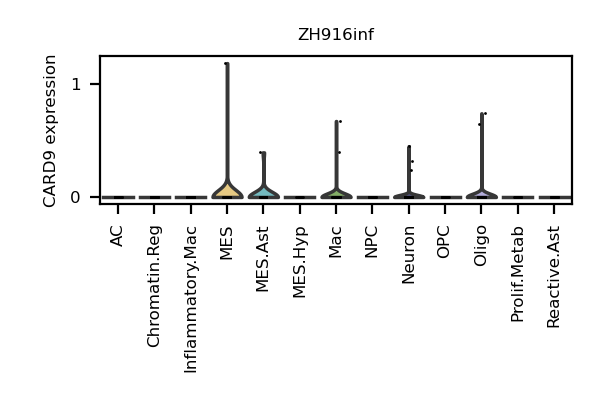 ZH916inf
CARD9 expression
1
0
AC
Chromatin.Reg
Inflammatory.Mac
MES
MES.Ast
MES.Hyp
Mac
NPC
Neuron
OPC
Oligo
Prolif.Metab
Reactive.Ast